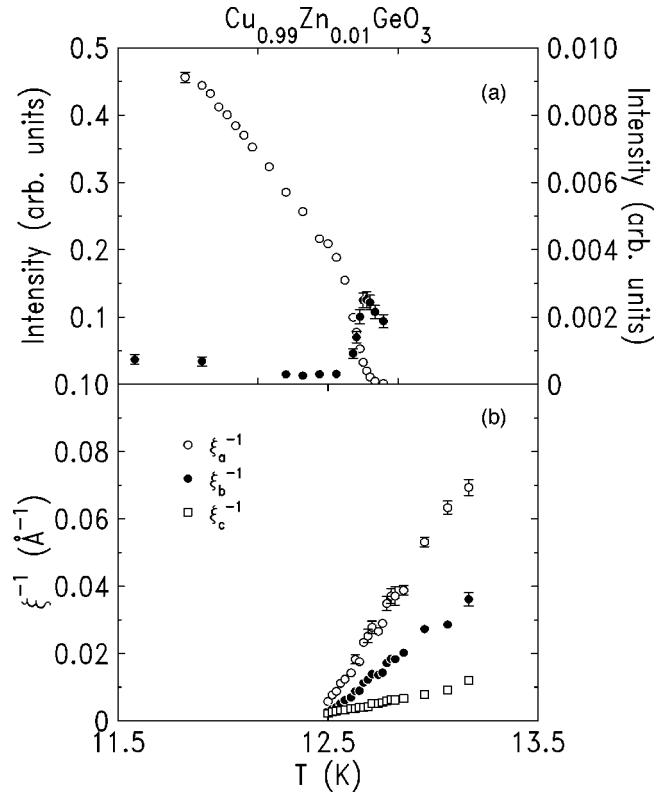 Cu0.99Zn0.01GeO3
0.5 0.010
(a)
0.4 0.008
0.3 0.006
0.2 0.004
0.1 0.002
0.10 0
Intensity (arb. units)
Intensity (arb. units)
(b)
0.08
0.06
0.04
0.02
0
ξa−1
ξb−1
ξc−1
ξ−1 (Å−1)
11.5 12.5 13.5
T (K)